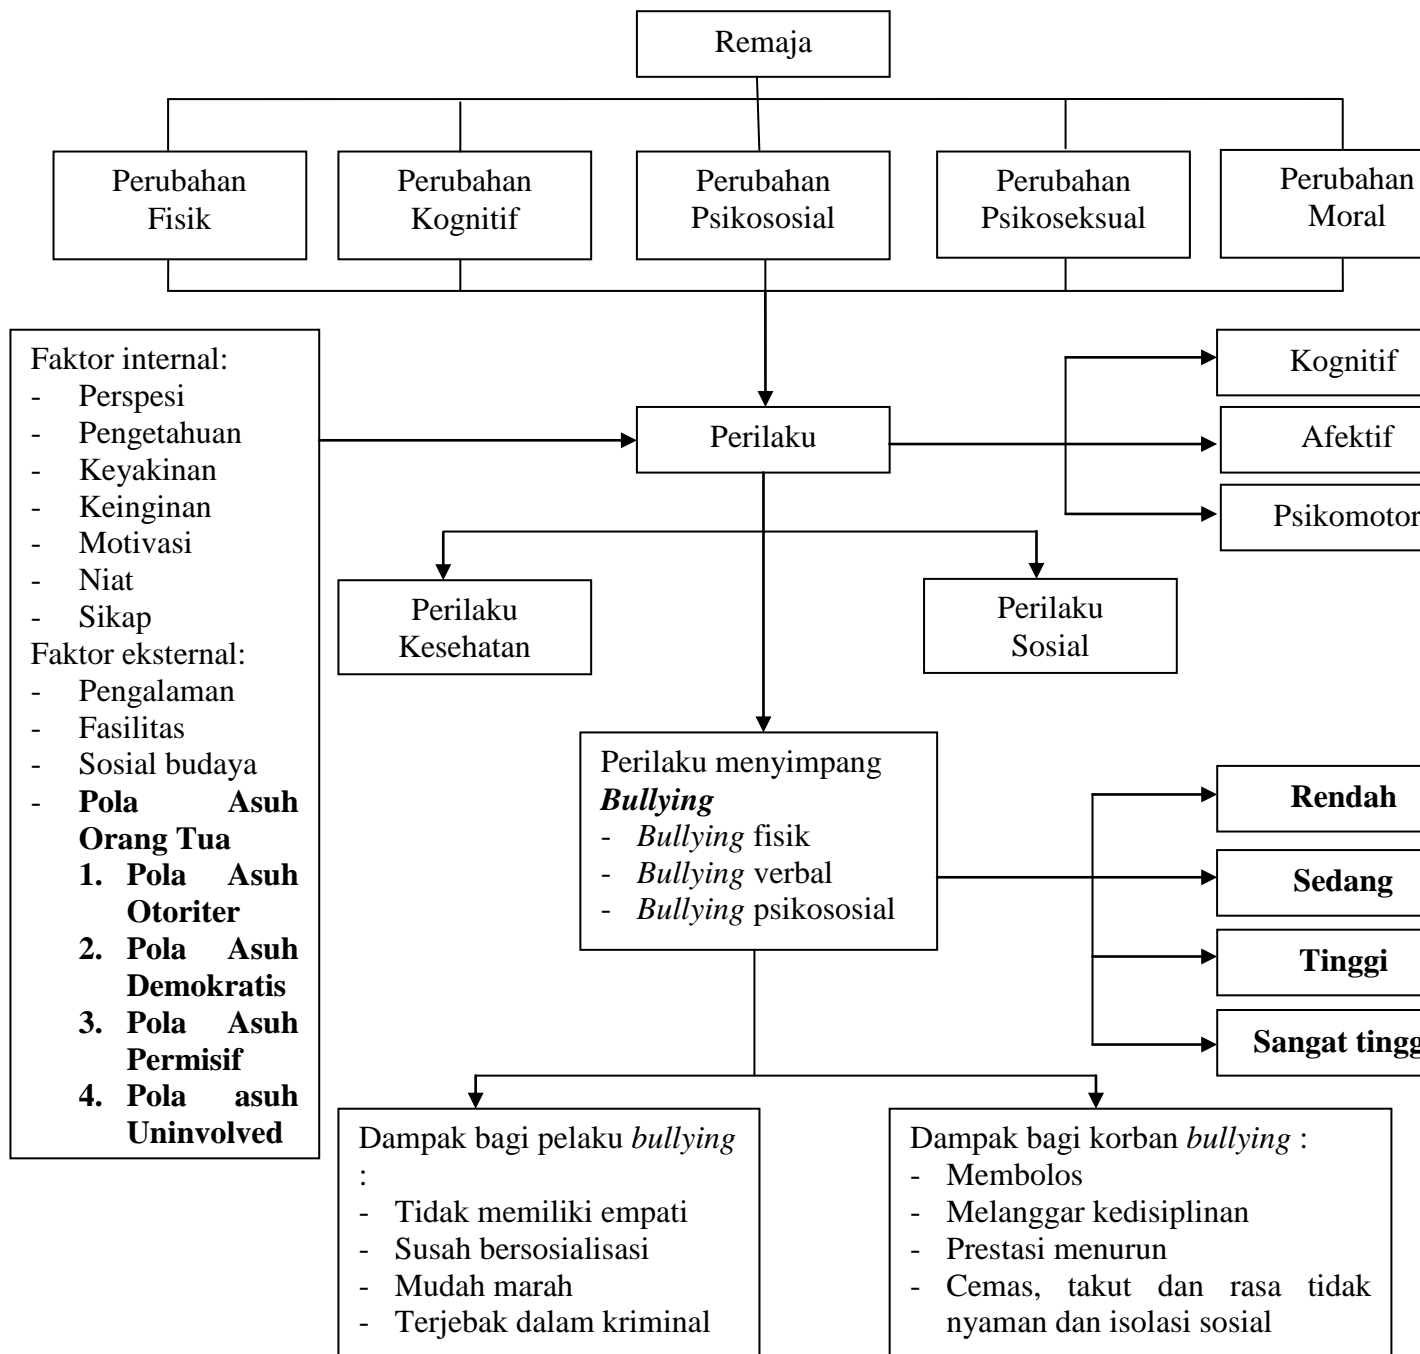 Remaja
Perubahan
Fisik
Perubahan
Kognitif
Perubahan
Psikososial
Perubahan
Psikoseksual
Perubahan
Moral
Faktor internal:
- Perspesi
- Pengetahuan
- Keyakinan
- Keinginan
- Motivasi
- Niat
- Sikap
Faktor eksternal:
- Pengalaman
- Fasilitas
- Sosial budaya
- Pola Asuh
Orang Tua
1. Pola Asuh
Otoriter
2. Pola Asuh
Demokratis
3. Pola Asuh
Permisif
4. Pola asuh
Uninvolved
Perilaku
Kognitif
Afektif
Psikomotor
Perilaku
Kesehatan
Perilaku
Sosial
Perilaku menyimpang
Bullying
- Bullying fisik
- Bullying verbal
- Bullying psikososial
Rendah
Sedang
Tinggi
Sangat tingg
Dampak bagi pelaku bullying
:
- Tidak memiliki empati
- Susah bersosialisasi
- Mudah marah
- Terjebak dalam kriminal
Dampak bagi korban bullying :
- Membolos
- Melanggar kedisiplinan
- Prestasi menurun
- Cemas, takut dan rasa tidak
nyaman dan isolasi sosial